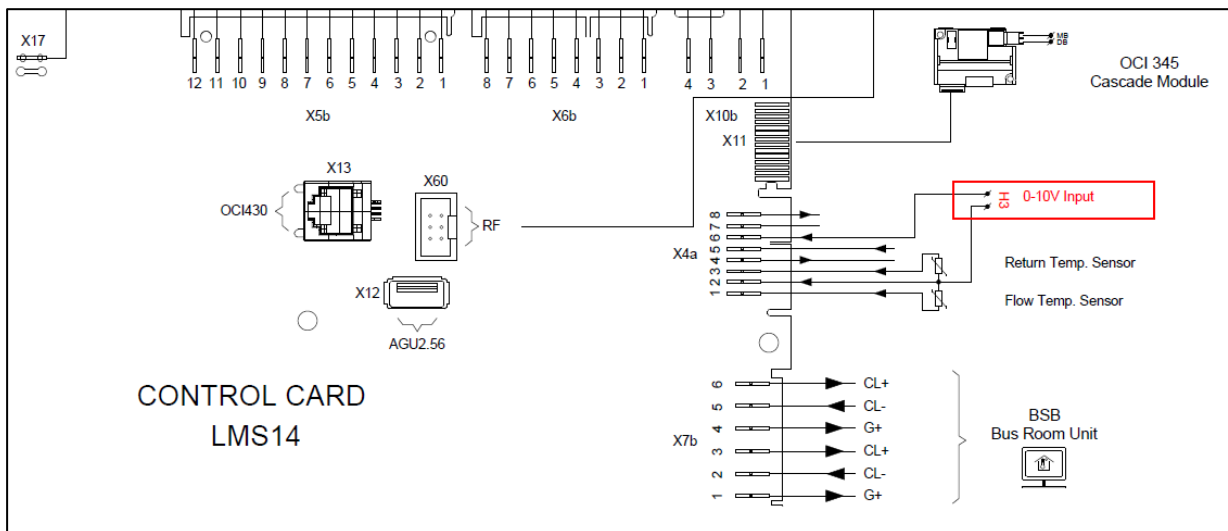 X17
12 11 10 9 8 7 6 5 4 3 2 1
X5b
8 7 6 5 4 3 2 1
X6b
4 3 2 1
X10b
X11
MB
DB
OCI 345
Cascade Module
X13
OCI430
X60
RF
X12
AGU2.56
8
7
6
5
4
3
2
1
X4a
H3
0-10V Input
Return Temp. Sensor
Flow Temp. Sensor
CONTROL CARD
LMS14
6 CL+
5 CL-
4 G+
3 CL+
2 CL-
1 G+
X7b
BSB
Bus Room Unit